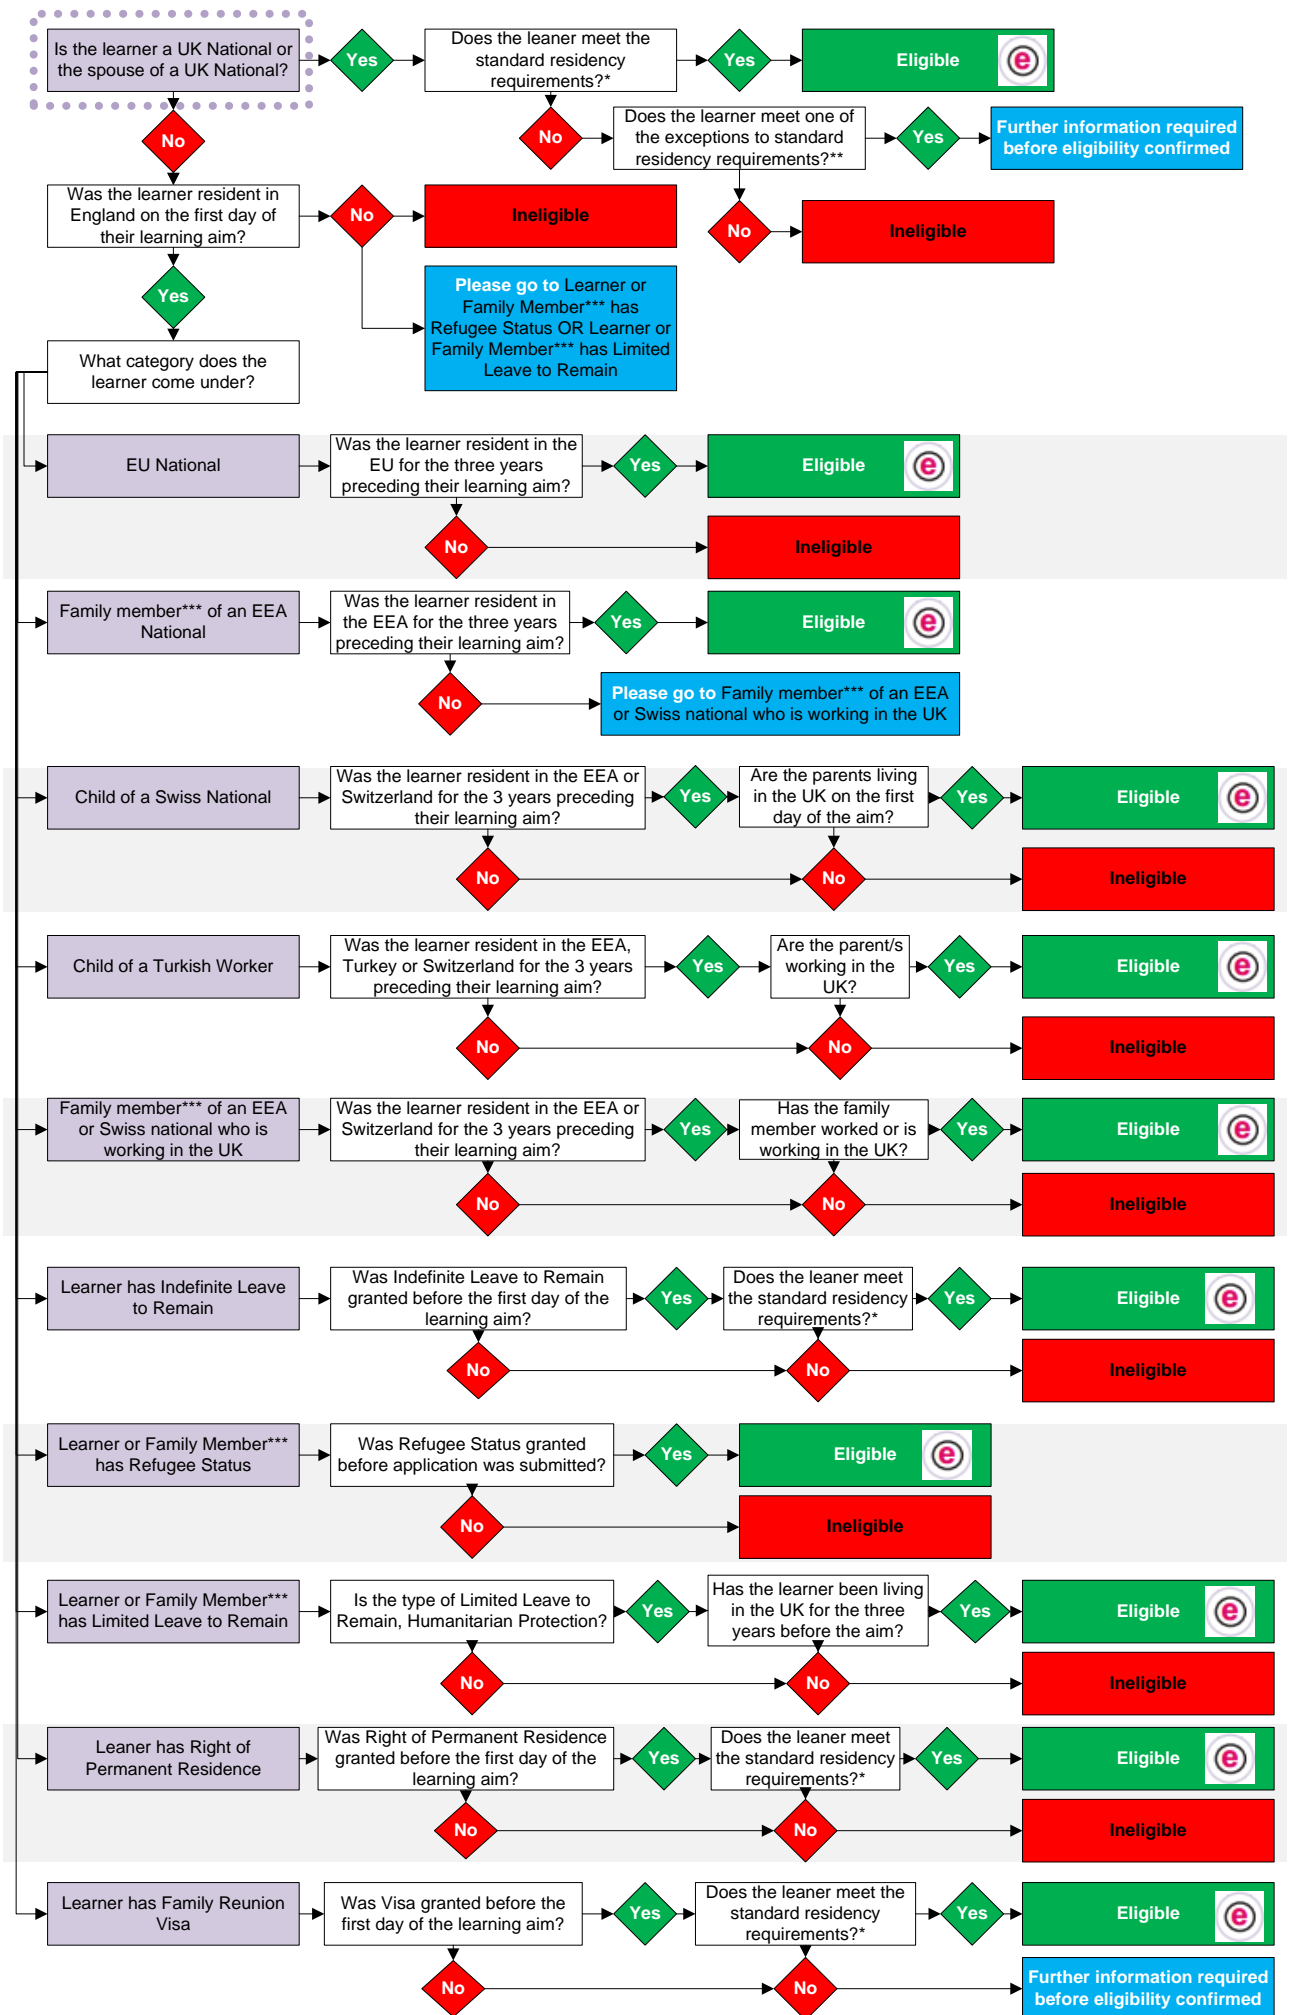 Is the learner a UK National or
the spouse of a UK National?
Yes
Does the leaner meet the
standard residency
requirements?*
Yes
Eligible
e
No
No
Does the learner meet one of
the exceptions to standard
residency requirements?**
Yes
Further information required
before eligibility confirmed
Was the learner resident in
England on the first day of
their learning aim?
No
Ineligible
No
Ineligible
Yes
Please go to Learner or
Family Member*** has
Refugee Status OR Learner or
Family Member*** has Limited
Leave to Remain
What category does the
learner come under?
EU National
Was the learner resident in the
EU for the three years
preceding their learning aim?
Yes
Eligible
e
No
Ineligible
Family member*** of an EEA
National
Was the learner resident in
the EEA for the three years
preceding their learning aim?
Yes
Eligible
e
No
Please go to Family member*** of an EEA
or Swiss national who is working in the UK
Child of a Swiss National
Was the learner resident in the EEA or
Switzerland for the 3 years preceding
their learning aim?
Yes
Are the parents living
in the UK on the first
day of the aim?
Yes
Eligible
e
No
No
Ineligible
Child of a Turkish Worker
Was the learner resident in the EEA,
Turkey or Switzerland for the 3 years
preceding their learning aim?
Yes
Are the parent/s
working in the
UK?
Yes
Eligible
e
No
No
Ineligible
Family member*** of an EEA
or Swiss national who is
working in the UK
Was the learner resident in the EEA or
Switzerland for the 3 years preceding
their learning aim?
Yes
Has the family
member worked or is
working in the UK?
Yes
Eligible
e
No
No
Ineligible
Learner has Indefinite Leave
to Remain
Was Indefinite Leave to Remain
granted before the first day of the
learning aim?
Yes
Does the leaner meet
the standard residency
requirements?*
Yes
Eligible
e
No
No
Ineligible
Learner or Family Member***
has Refugee Status
Was Refugee Status granted
before application was submitted?
Yes
Eligible
e
No
Ineligible
Learner or Family Member***
has Limited Leave to Remain
Is the type of Limited Leave to
Remain, Humanitarian Protection?
Yes
Has the learner been living
in the UK for the three
years before the aim?
Yes
Eligible
e
No
No
Ineligible
Leaner has Right of
Permanent Residence
Was Right of Permanent Residence
granted before the first day of the
learning aim?
Yes
Does the leaner meet
the standard residency
requirements?*
Yes
Eligible
e
No
No
Ineligible
Learner has Family Reunion
Visa
Was Visa granted before the
first day of the learning aim?
Yes
Does the leaner meet the
standard residency
requirements?*
Yes
Eligible
e
No
No
Further information required
before eligibility confirmed